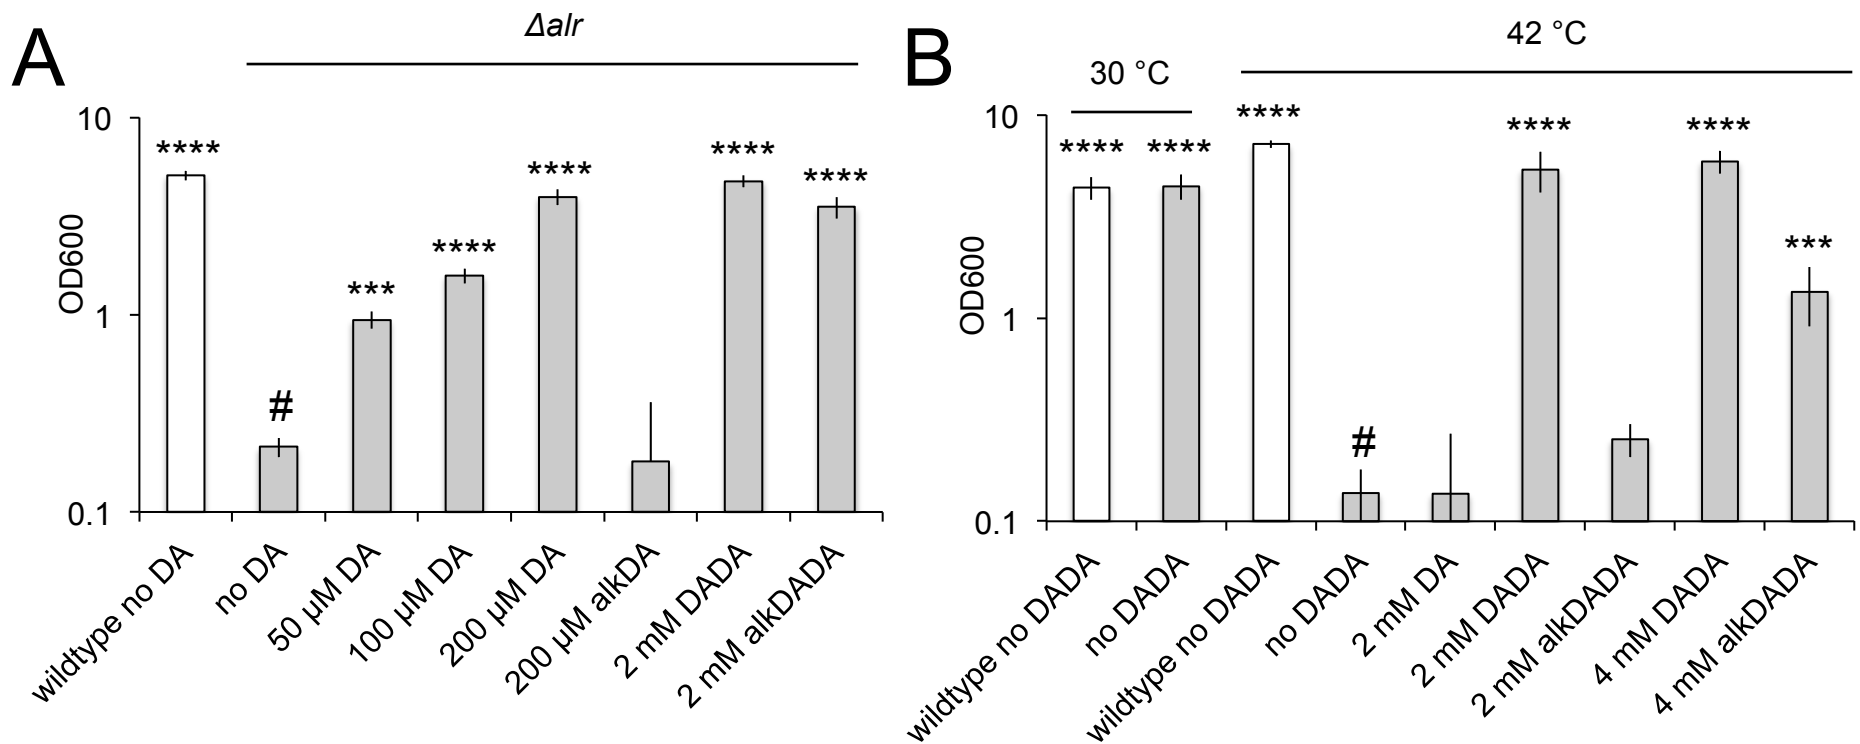 A
Δalr
10
1
0.1
OD600
****
#
***
****
****
****
****
wildtype no DA
no DA
50 µM DA
100 µM DA
200 µM DA
200 µM alkDA
2 mM DADA
2 mM alkDADA
B
30 °C
42 °C
10
1
0.1
OD600
****
****
****
#
****
****
***
wildtype no DADA
no DADA
wildtype no DADA
no DADA
2 mM DA
2 mM DADA
2 mM alkDADA
4 mM DADA
4 mM alkDADA